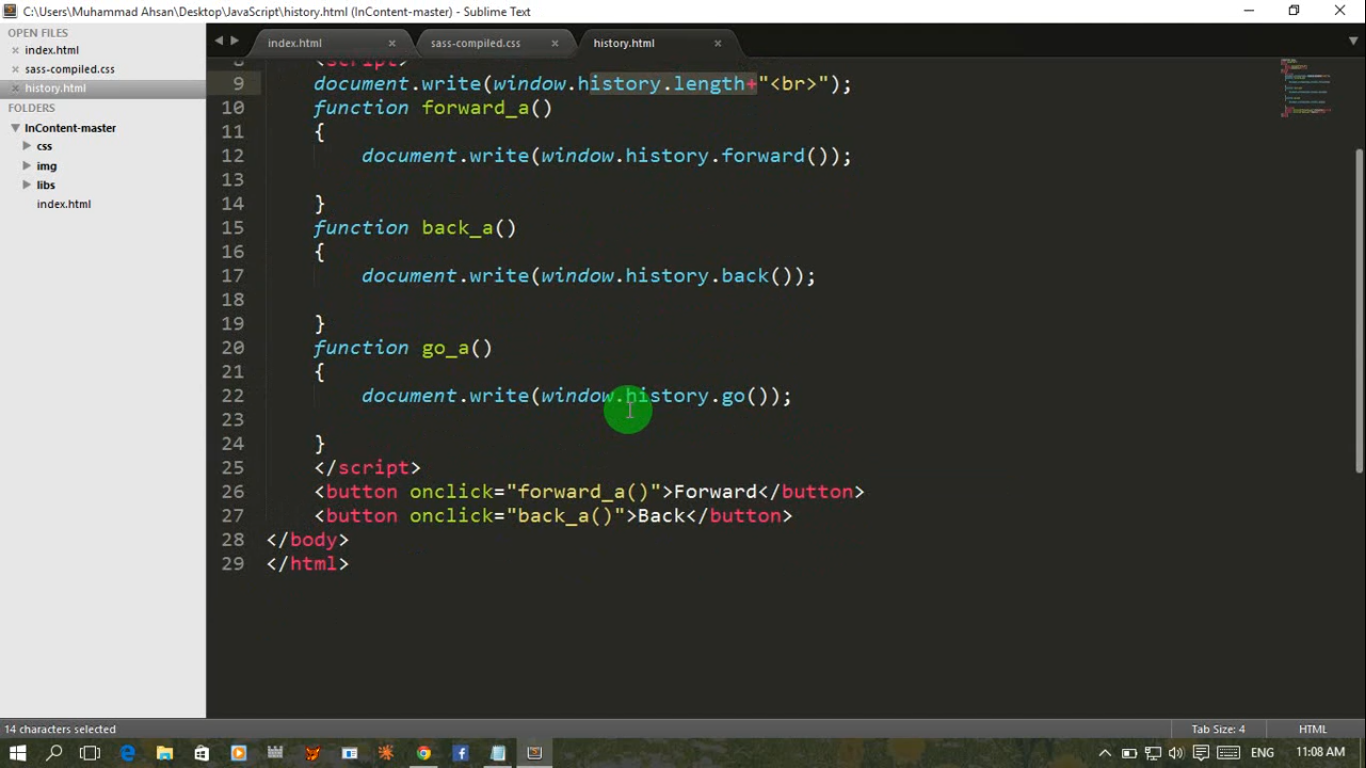 C:\Users\Muhammad Ahsan\Desktop\JavaScript\history.html (InContent-master) - Sublime Text
OPEN FILES
index.html
sass-compiled.css
history.html
FOLDERS
InContent-master
css
img
libs
index.html
index.html
sass-compiled.css
history.html
8 <script>
9 document.write(window.history.length+"<br>");
10 function forward_a()
11 {
12 document.write(window.history.forward());
13
14 }
15 function back_a()
16 {
17 document.write(window.history.back());
18
19 }
20 function go_a()
21 {
22 document.write(window.history.go());
23
24 }
25 </script>
26 <button onclick="forward_a()">Forward</button>
27 <button onclick="back_a()">Back</button>
28 </body>
29 </html>
14 characters selected
Tab Size: 4
HTML
ENG
11:08 AM